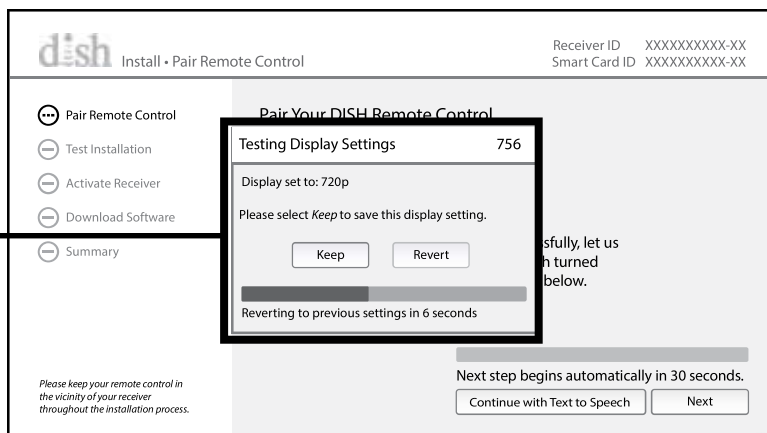 dish Install • Pair Remote Control
Receiver ID XXXXXXXXXX-XX
Smart Card ID XXXXXXXXXX-XX
Pair Remote Control
Test Installation
Activate Receiver
Download Software
Summary
Please keep your remote control in
the vicinity of your receiver
throughout the installation process.
Pair Your DISH Remote Control
Testing Display Settings 756
Display set to: 720p
Please select Keep to save this display setting.
Keep Revert
Reverting to previous settings in 6 seconds
ssfully, let us
h turned
below.
Next step begins automatically in 30 seconds.
Continue with Text to Speech Next